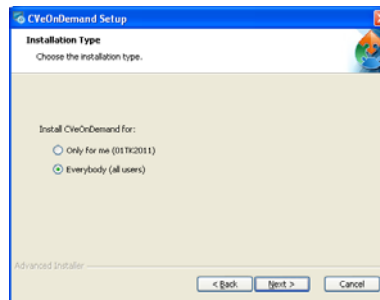 CVeOnDemand Setup
Installation Type
Choose the installation type.
Install CVeOnDemand for:
Only for me (01TK2011)
Everybody (all users)
Advanced Installer
< Back
Next >
Cancel